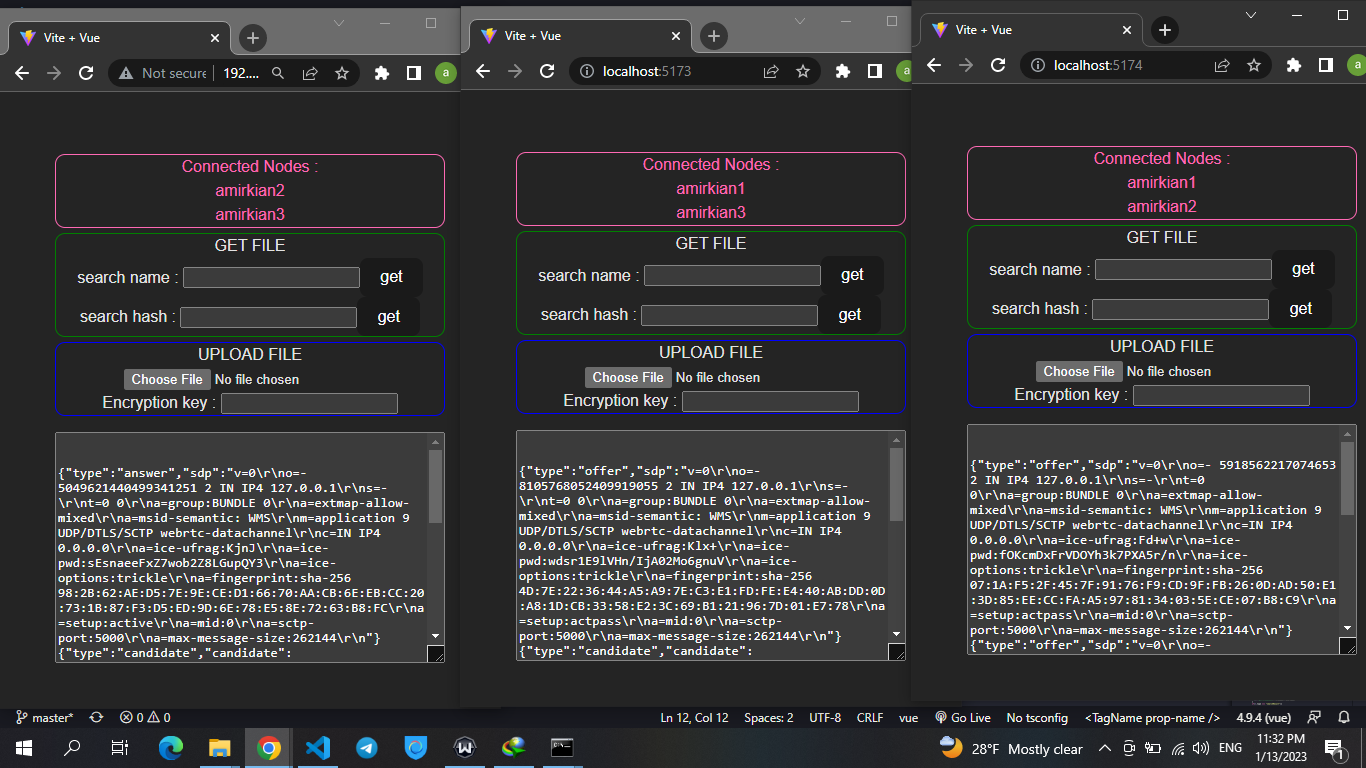 Vite + Vue
Not secure
192....
a
Connected Nodes :
amirkian2
amirkian3
GET FILE
search name :
get
search hash :
get
UPLOAD FILE
Choose File No file chosen
Encryption key :
{"type":"answer","sdp":"v=0\r\no=-
5049621440499341251 2 IN IP4 127.0.0.1\r\ns=-
\r\nt=0 0\r\na=group:BUNDLE 0\r\na=extmap-allow-
mixed\r\na=msid-semantic: WMS\r\nm=application 9
UDP/DTLS/SCTP webrtc-datachannel\r\nc=IN IP4
0.0.0.0\r\na=ice-ufrag:KjnJ\r\na=ice-
pwd:sEsnaeeFxZ7wob2Z8LGupQY3\r\na=ice-
options:trickle\r\na=fingerprint:sha-256
98:2B:62:AE:D5:7E:9E:CE:D1:66:70:AA:CB:6E:EB:CC:20
:73:1B:87:F3:D5:ED:9D:6E:78:E5:8E:72:63:B8:FC\r\na
=setup:active\r\na=mid:0\r\na=sctp-
port:5000\r\na=max-message-size:262144\r\n"}
{"type":"candidate","candidate":
Vite + Vue
localhost:5173
a
Connected Nodes :
amirkian1
amirkian3
GET FILE
search name :
get
search hash :
get
UPLOAD FILE
Choose File No file chosen
Encryption key :
{"type":"offer","sdp":"v=0\r\no=-
8105768052409919055 2 IN IP4 127.0.0.1\r\ns=-
\r\nt=0 0\r\na=group:BUNDLE 0\r\na=extmap-allow-
mixed\r\na=msid-semantic: WMS\r\nm=application 9
UDP/DTLS/SCTP webrtc-datachannel\r\nc=IN IP4
0.0.0.0\r\na=ice-ufrag:Klx+\r\na=ice-
pwd:wdsr1E9lVHn/IjA02Mo6gnuV\r\na=ice-
options:trickle\r\na=fingerprint:sha-256
4D:7E:22:36:44:A5:A9:7E:C3:E1:FD:FE:E4:40:AB:DD:0D
:A8:1D:CB:33:58:E2:3C:69:B1:21:96:7D:01:E7:78\r\na
=setup:actpass\r\na=mid:0\r\na=sctp-
port:5000\r\na=max-message-size:262144\r\n"}
{"type":"candidate","candidate":
Vite + Vue
localhost:5174
a
Connected Nodes :
amirkian1
amirkian2
GET FILE
search name :
get
search hash :
get
UPLOAD FILE
Choose File No file chosen
Encryption key :
{"type":"offer","sdp":"v=0\r\no=- 5918562217074653
2 IN IP4 127.0.0.1\r\ns=-\r\nt=0
0\r\na=group:BUNDLE 0\r\na=extmap-allow-
mixed\r\na=msid-semantic: WMS\r\nm=application 9
UDP/DTLS/SCTP webrtc-datachannel\r\nc=IN IP4
0.0.0.0\r\na=ice-ufrag:Fd+w\r\na=ice-
pwd:fOKcmDxFrVDOYh3k7PXA5r/n\r\na=ice-
options:trickle\r\na=fingerprint:sha-256
07:1A:F5:2F:45:7F:91:76:F9:CD:9F:FB:26:0D:AD:50:E1
:3D:85:EE:CC:FA:A5:97:81:34:03:5E:CE:07:B8:C9\r\na
=setup:actpass\r\na=mid:0\r\na=sctp-
port:5000\r\na=max-message-size:262144\r\n"}
{"type":"offer","sdp":"v=0\r\no=-
master* 0 0 Ln 12, Col 12 Spaces: 2 UTF-8 CRLF vue Go Live No tsconfig <TagName prop-name /> 4.9.4 (vue)
28°F Mostly clear ENG 11:32 PM
1/13/2023
1